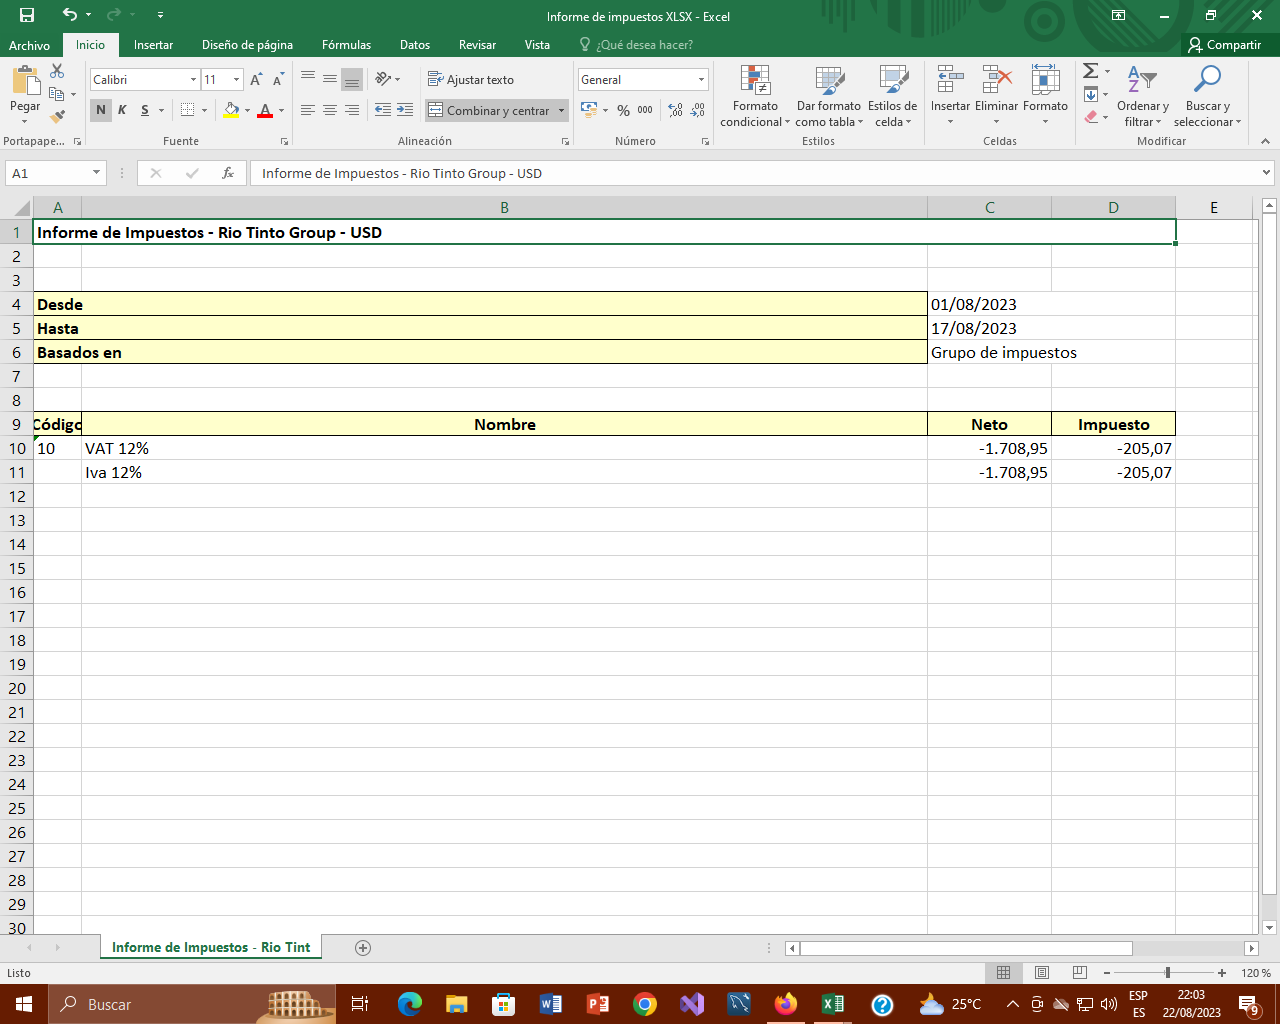 Informe de impuestos XLSX - Excel
Archivo Inicio Insertar Diseño de página Fórmulas Datos Revisar Vista ¿Qué desea hacer? Compartir
Pegar
Calibri 11
N K S
Ajustar texto
Combinar y centrar
General
% 000
Formato condicional
Dar formato como tabla
Estilos de celda
Insertar Eliminar Formato
Ordenar y filtrar
Buscar y seleccionar
Portapape... Fuente Alineación Número Estilos Celdas Modificar
A1 fx Informe de Impuestos - Rio Tinto Group - USD
A B C D E
1 Informe de Impuestos - Rio Tinto Group - USD
2
3
4 Desde 01/08/2023
5 Hasta 17/08/2023
6 Basados en Grupo de impuestos
7
8
9 Código Nombre Neto Impuesto
10 10 VAT 12% -1.708,95 -205,07
11 Iva 12% -1.708,95 -205,07
12
13
14
15
16
17
18
19
20
21
22
23
24
25
26
27
28
29
30
Informe de Impuestos - Rio Tint
Listo 120 %
Buscar 25°C ESP ES 22:03 22/08/2023 9